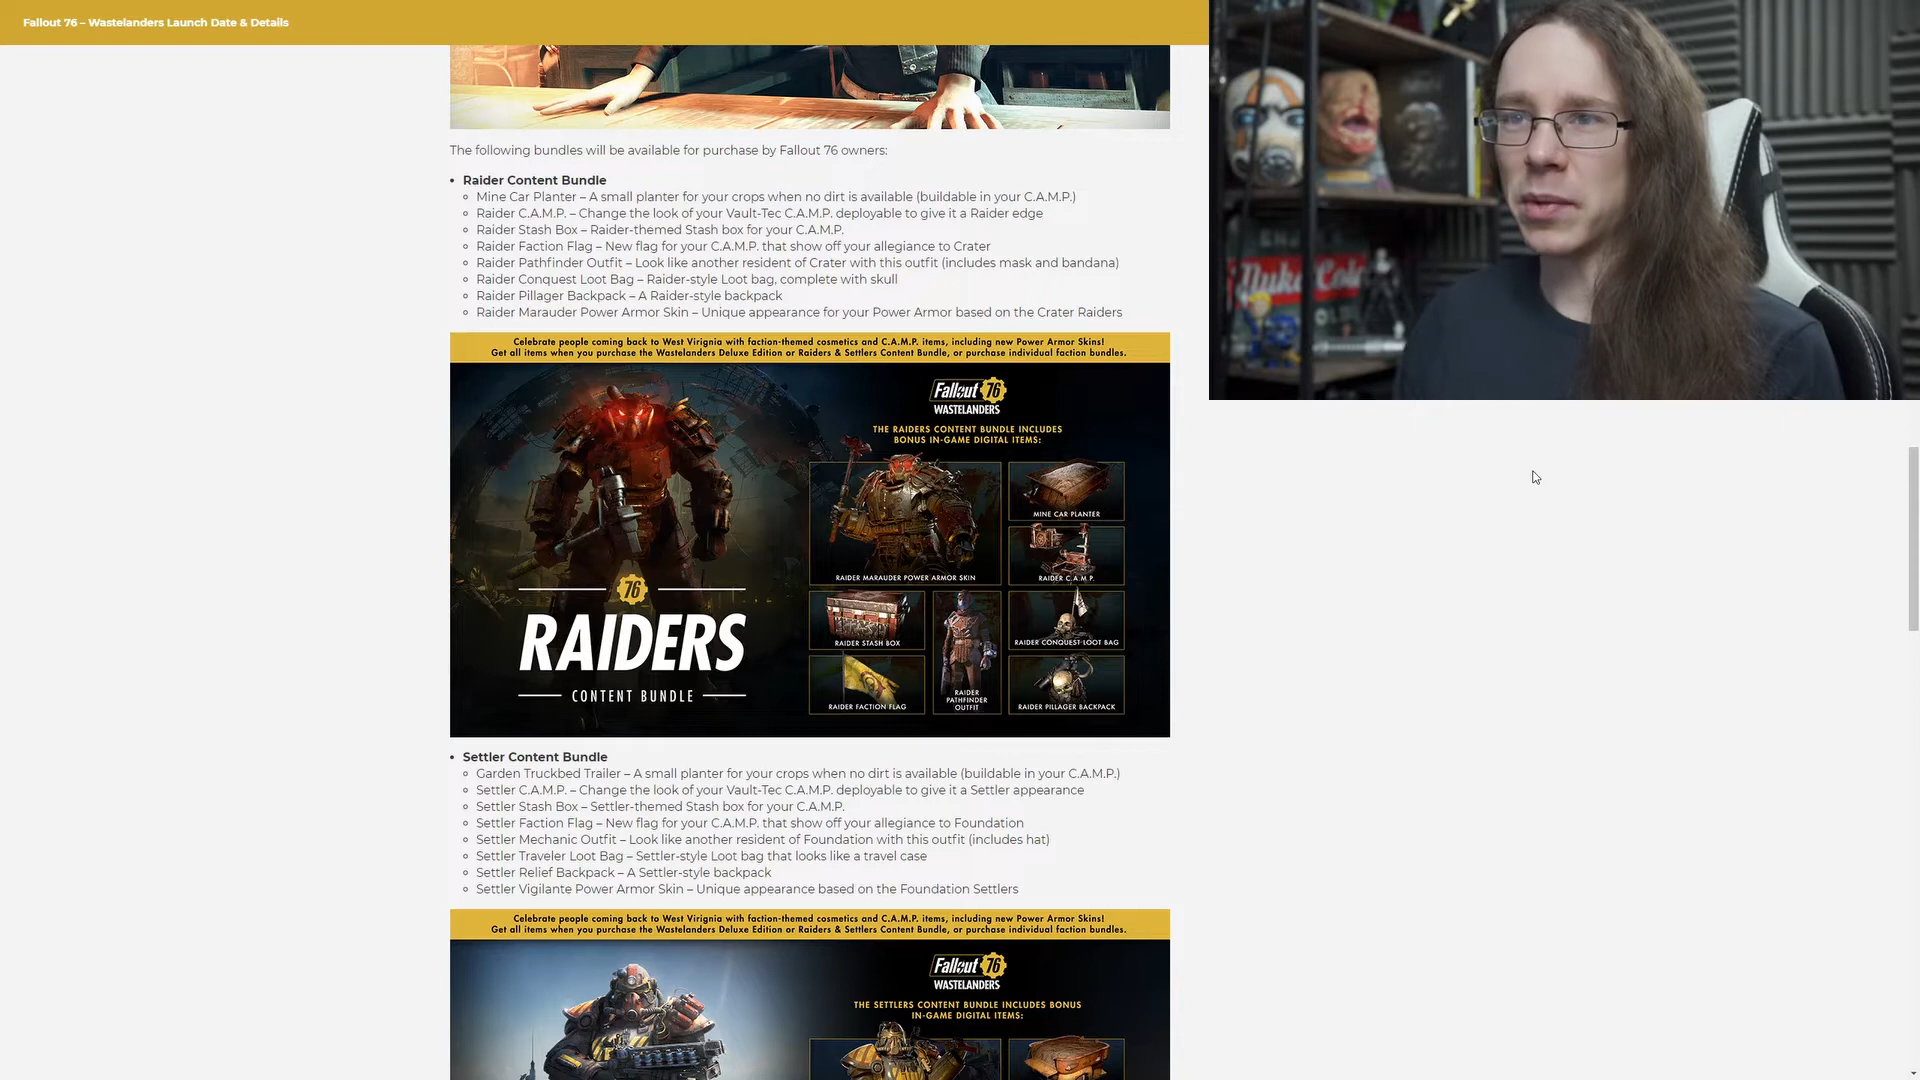 Fallout 76 – Wastelanders Launch Date & Details
The following bundles will be available for purchase by Fallout 76 owners:
• Raider Content Bundle
Mine Car Planter – A small planter for your crops when no dirt is available (buildable in your C.A.M.P.)
Raider C.A.M.P. – Change the look of your Vault-Tec C.A.M.P. deployable to give it a Raider edge
Raider Stash Box – Raider-themed Stash box for your C.A.M.P.
Raider Faction Flag – New flag for your C.A.M.P. that show off your allegiance to Crater
Raider Pathfinder Outfit – Look like another resident of Crater with this outfit (includes mask and bandana)
Raider Conquest Loot Bag – Raider-style Loot bag, complete with skull
Raider Pillager Backpack – A Raider-style backpack
Raider Marauder Power Armor Skin – Unique appearance for your Power Armor based on the Crater Raiders
Celebrate people coming back to West Virignia with faction-themed cosmetics and C.A.M.P. items, including new Power Armor Skins!
Get all items when you purchase the Wastelanders Deluxe Edition or Raiders & Settlers Content Bundle, or purchase individual faction bundles.
Fallout 76
WASTELANDERS
THE RAIDERS CONTENT BUNDLE INCLUDES
BONUS IN-GAME DIGITAL ITEMS:
MINE CAR PLANTER
RAIDER MARAUDER POWER ARMOR SKIN
RAIDER C.A.M.P.
RAIDER STASH BOX
RAIDER CONQUEST LOOT BAG
RAIDER FACTION FLAG
RAIDER
PATHFINDER
OUTFIT
RAIDER PILLAGER BACKPACK
76
RAIDERS
CONTENT BUNDLE
• Settler Content Bundle
Garden Truckbed Trailer – A small planter for your crops when no dirt is available (buildable in your C.A.M.P.)
Settler C.A.M.P. – Change the look of your Vault-Tec C.A.M.P. deployable to give it a Settler appearance
Settler Stash Box – Settler-themed Stash box for your C.A.M.P.
Settler Faction Flag – New flag for your C.A.M.P. that show off your allegiance to Foundation
Settler Mechanic Outfit – Look like another resident of Foundation with this outfit (includes hat)
Settler Traveler Loot Bag – Settler-style Loot bag that looks like a travel case
Settler Relief Backpack – A Settler-style backpack
Settler Vigilante Power Armor Skin – Unique appearance based on the Foundation Settlers
Celebrate people coming back to West Virignia with faction-themed cosmetics and C.A.M.P. items, including new Power Armor Skins!
Get all items when you purchase the Wastelanders Deluxe Edition or Raiders & Settlers Content Bundle, or purchase individual faction bundles.
Fallout 76
WASTELANDERS
THE SETTLERS CONTENT BUNDLE INCLUDES BONUS
IN-GAME DIGITAL ITEMS:
Nuka Cola